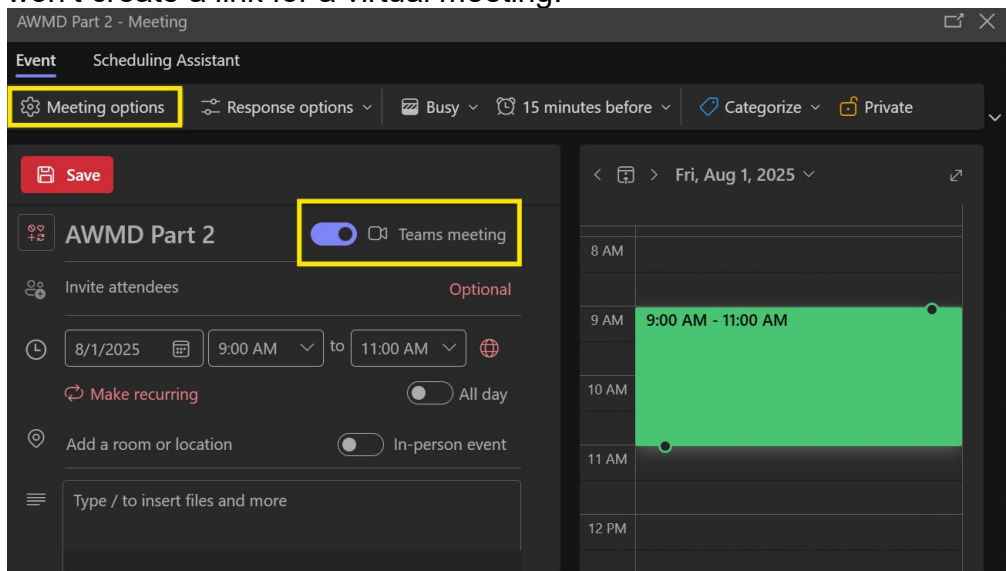 won't create a link for a virtual meeting.
AWMD Part 2 - Meeting
Event Scheduling Assistant
Meeting options Response options Busy 15 minutes before Categorize Private
Save
Fri, Aug 1, 2025
AWMD Part 2 Teams meeting
8 AM
Invite attendees Optional
9 AM 9:00 AM - 11:00 AM
8/1/2025 9:00 AM to 11:00 AM
Make recurring All day
10 AM
Add a room or location In-person event
11 AM
Type / to insert files and more
12 PM